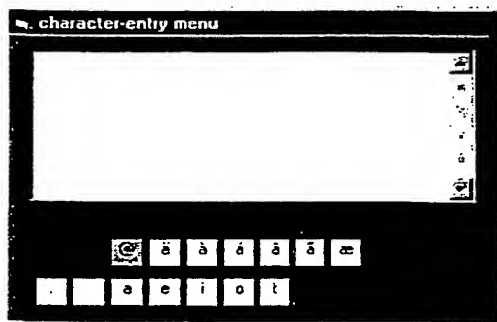 character-entry menu
@ ä à á â ã æ
. a e i o t